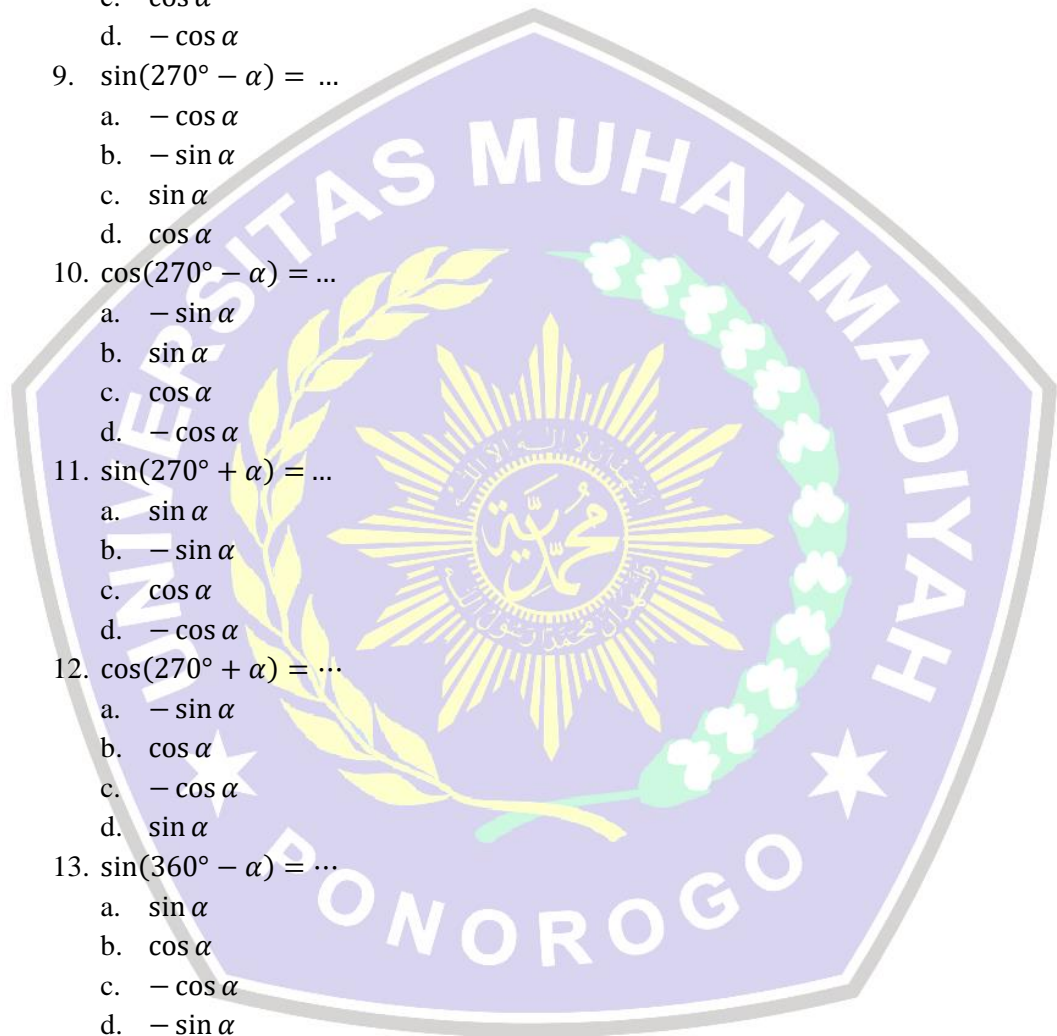 d. − cos α
9. sin(270° − α) = ...
a. − cos α
b. − sin α
c. sin α
d. cos α
10. cos(270° − α) = ...
a. − sin α
b. sin α
c. cos α
d. − cos α
11. sin(270° + α) = ...
a. sin α
b. − sin α
c. cos α
d. − cos α
12. cos(270° + α) = ⋯
a. − sin α
b. cos α
c. − cos α
d. sin α
13. sin(360° − α) = ⋯
a. sin α
b. cos α
c. − cos α
d. − sin α
UNIVERSITAS MUHAMMADIYAH
PONOROGO